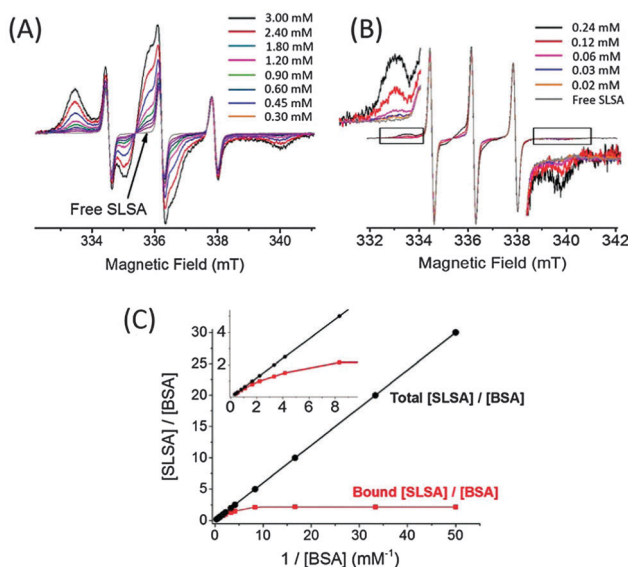 (A)
3.00 mM
2.40 mM
1.80 mM
1.20 mM
0.90 mM
0.60 mM
0.45 mM
0.30 mM
Free SLSA
334 336 338 340
Magnetic Field (mT)
(B)
0.24 mM
0.12 mM
0.06 mM
0.03 mM
0.02 mM
Free SLSA
332 334 336 338 340 342
Magnetic Field (mT)
(C)
[SLSA] / [BSA]
30
25
20
15
10
5
0
4
2
0 2 4 6 8
Total [SLSA] / [BSA]
Bound [SLSA] / [BSA]
0 10 20 30 40 50
1 / [BSA] (mM⁻¹)